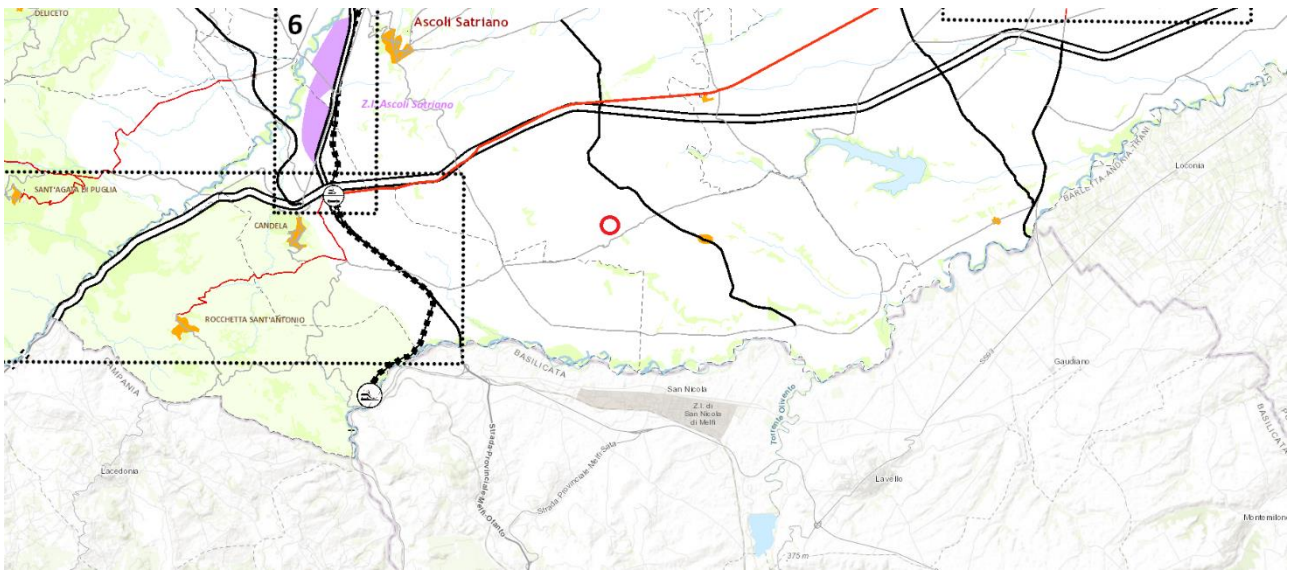 DELICETO
6
Ascoli Satriano
Z.I. Ascoli Satriano
SANT'AGATA DI PUGLIA
CANDELA
ROCCHETTA SANT'ANTONIO
BARLETTA-ANDRIA-TRANI
Loconia
CAMPANIA
BASILICATA
San Nicola
Z.I. di
San Nicola
di Melfi
Torrente Olivento
Gaudiano
BASILICATA
Strada Provinciale Melfi-Ofanto
Strada Provinciale Melfi Sata
Lacedonia
Lavello
Montemilone
375 m